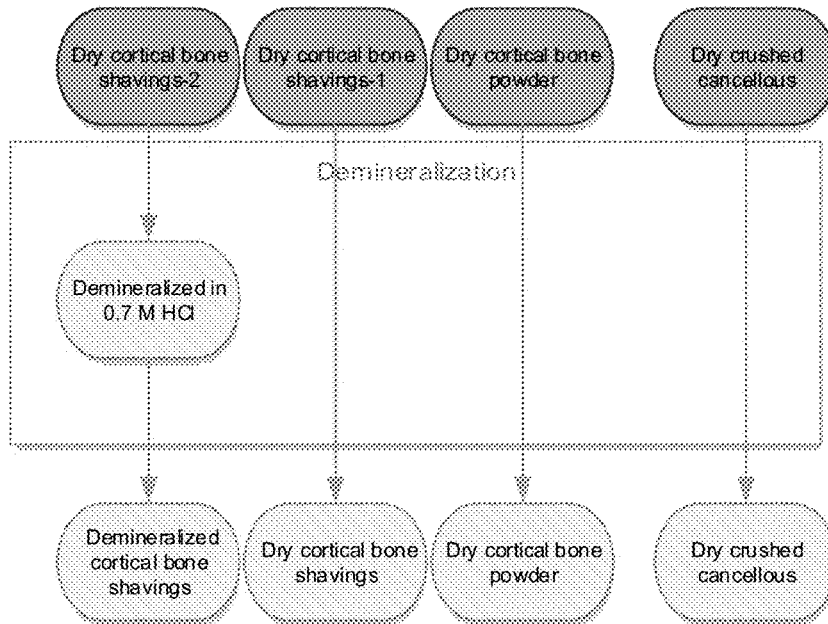 Dry cortical bone
shavings-2
Dry cortical bone
shavings-1
Dry cortical bone
powder
Dry crushed
cancellous
Demineralization
Demineralized in
0.7 M HCl
Demineralized
cortical bone
shavings
Dry cortical bone
shavings
Dry cortical bone
powder
Dry crushed
cancellous